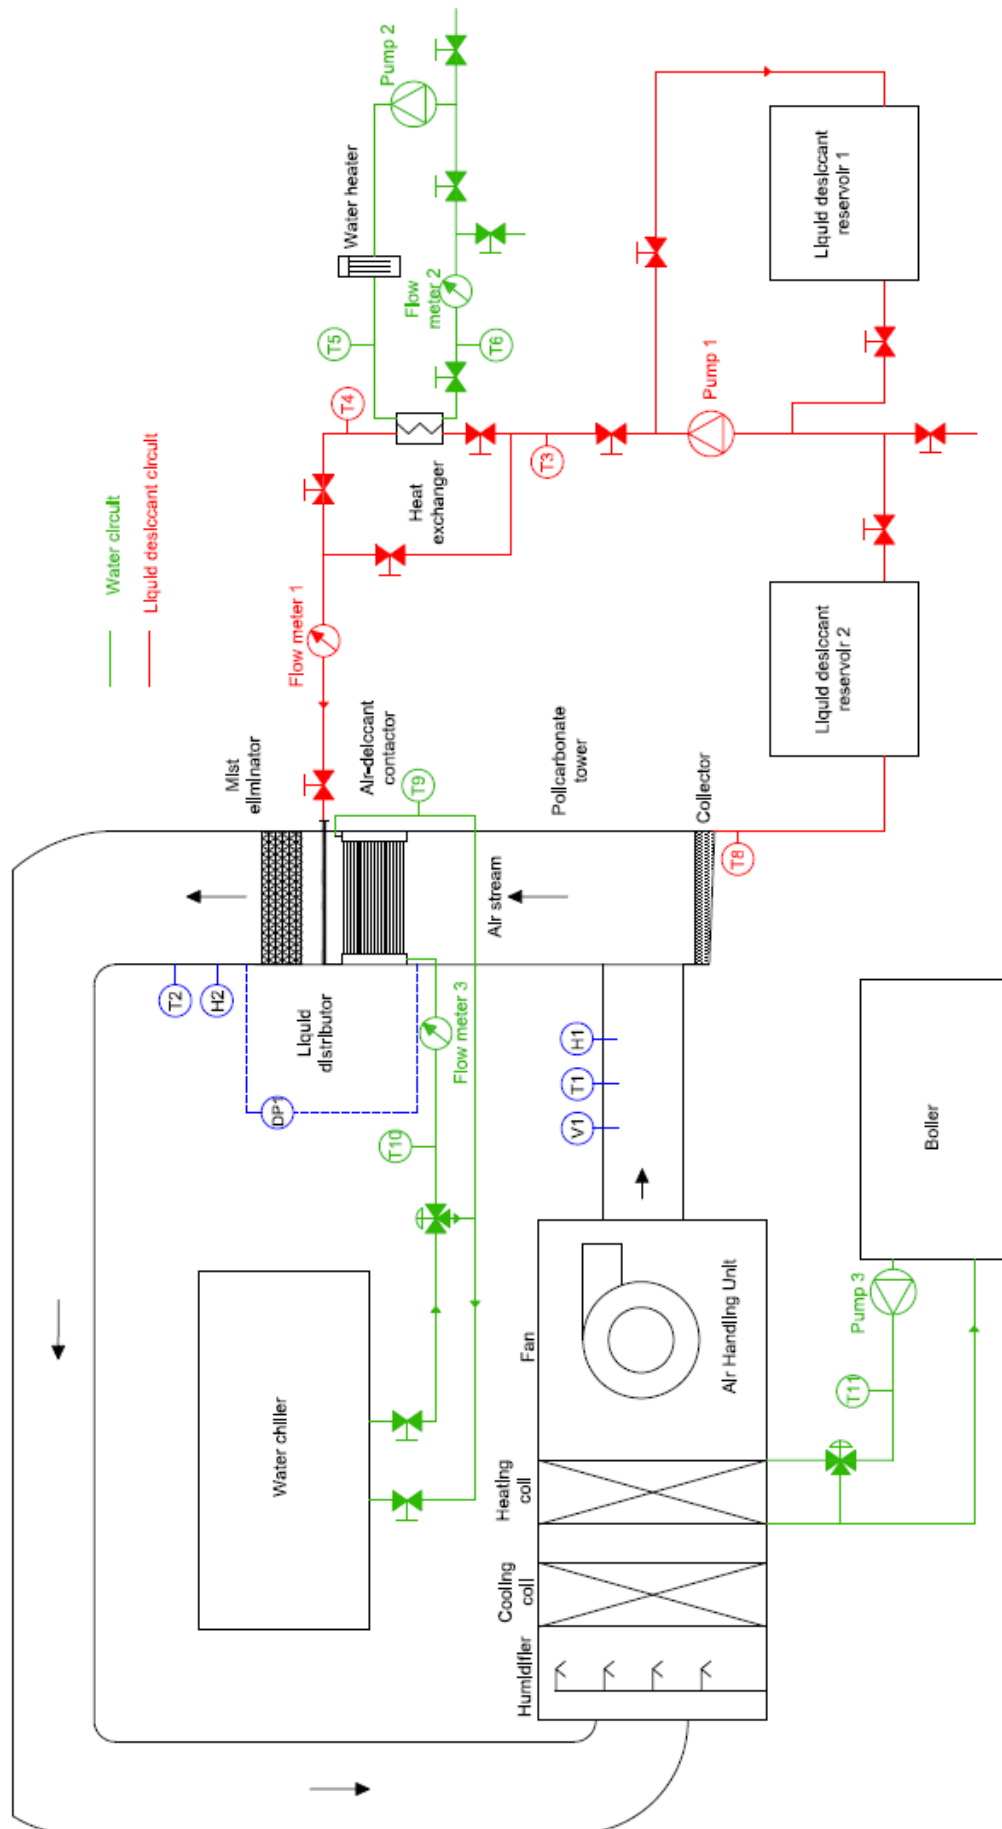 Water circuit
Liquid desiccant circuit
T2
H2
Mist
eliminator
DP1
Liquid
distributor
Flow meter 1
Water chiller
T10
Air-deiccant
contactor
T9
T4
T5
Water heater
Pump 2
Flow meter 3
Heat
exchanger
Flow
meter 2
T6
Air stream
Humidifier
Cooling
coil
Heating
coil
Fan
V1
T1
H1
Policarbonate
tower
T3
Collector
T8
Pump 1
Air Handling Unit
Liquid desiccant
reservoir 2
Liquid desiccant
reservoir 1
T11
Pump 3
Boiler